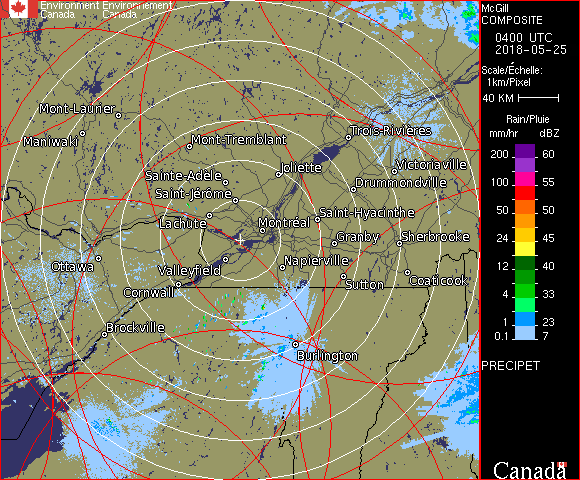 Environment Environnement
Canada Canada
McGill
COMPOSITE
0400 UTC
2018-05-25
Scale/Échelle:
1km/Pixel
40 KM
Rain/Pluie
mm/hr dBZ
200 60
100 55
50 50
24 45
12 40
4 33
1 23
0.1 7
PRECIPET
Canada
Mont-Laurier
Maniwaki
Mont-Tremblant
Trois-Rivières
Sainte-Adèle
Joliette
Victoriaville
Saint-Jérôme
Drummondville
Lachute
Montréal
Saint-Hyacinthe
Granby
Sherbrooke
Ottawa
Valleyfield
Napierville
Cornwall
Sutton
Coaticook
Brockville
Burlington